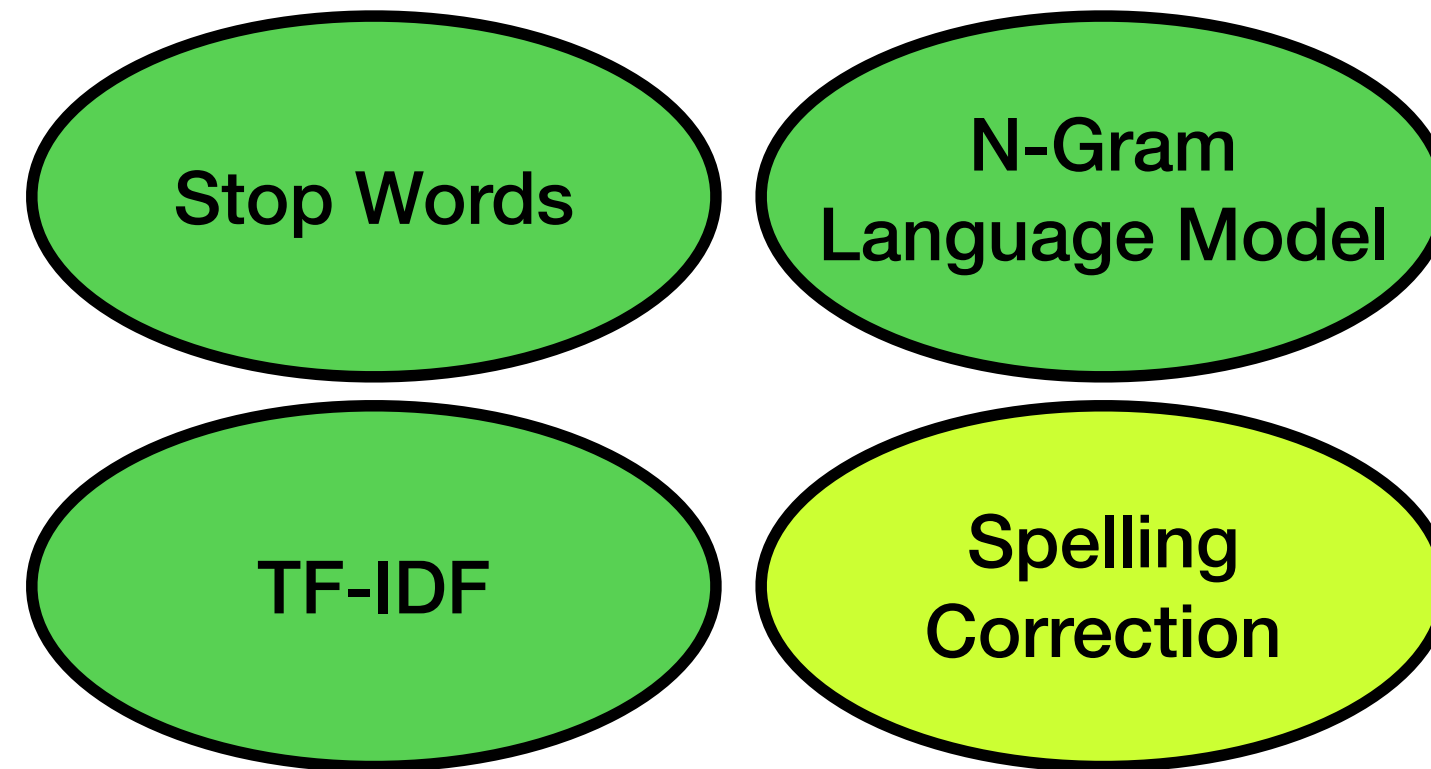 Stop Words
N-Gram
Language Model
TF-IDF
Spelling
Correction